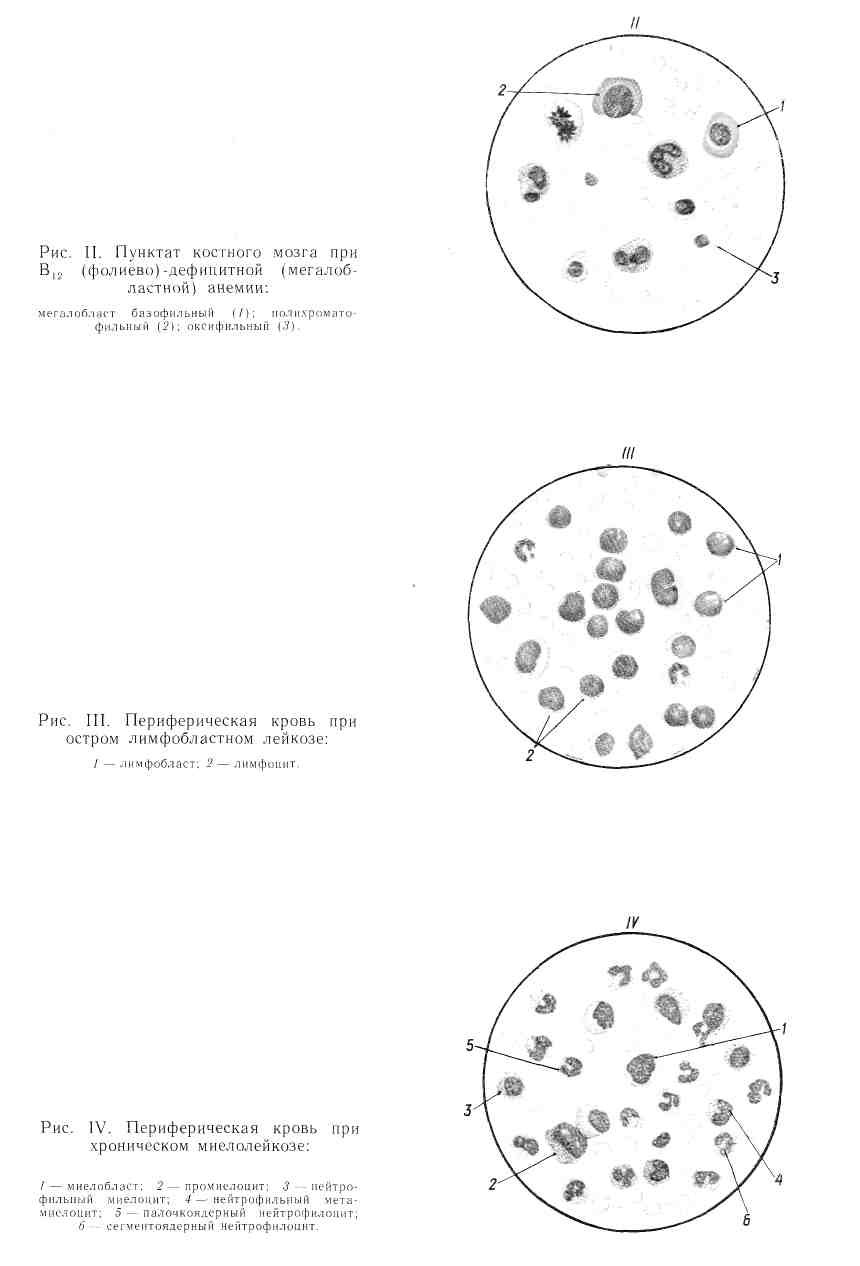 II
2
1
3
Рис. II. Пунктат костного мозга при
B12 (фолиево)-дефицитной (мегалоб-
ластной) анемии:
мегалобласт базофильный (1); полихромато-
фильный (2); оксифильный (3).
III
1
2
Рис. III. Периферическая кровь при
остром лимфобластном лейкозе:
1 — лимфобласт; 2 — лимфоцит.
IV
1
5
3
2
4
6
Рис. IV. Периферическая кровь при
хроническом миелолейкозе:
1 — миелобласт; 2 — промиелоцит; 3 — нейтро-
фильный миелоцит; 4 — нейтрофильный мета-
миелоцит; 5 — палочкоядерный нейтрофилоцит;
6 — сегментоядерный нейтрофилоцит.